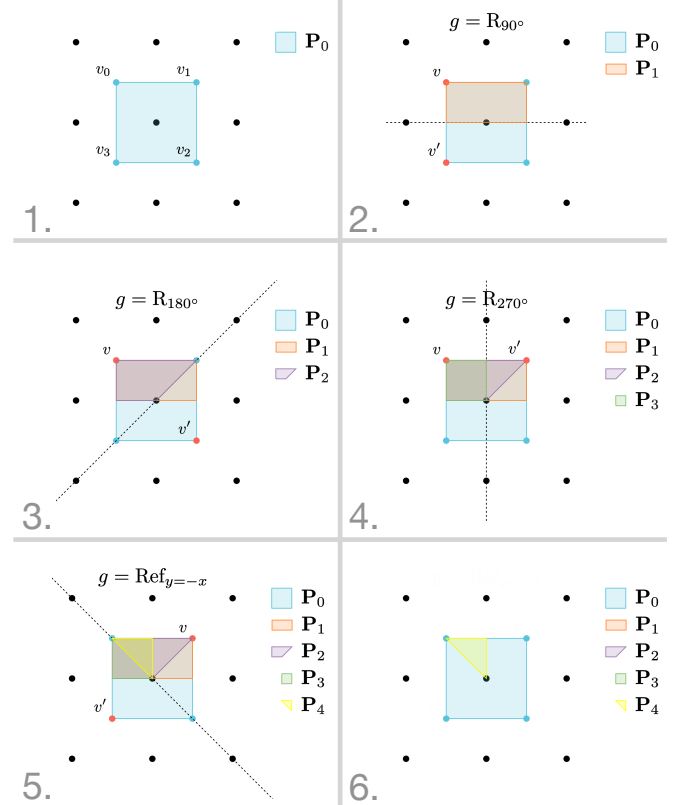 v₀ v₁ P₀
v₃ v₂
1.
g = R₉₀° P₀
v P₁
v′
2.
g = R₁₈₀° P₀
v P₁
P₂
v′
3.
g = R₂₇₀° P₀
v v′ P₁
P₂
P₃
4.
g = Ref_{y=−x} P₀
v P₁
P₂
P₃
v′ P₄
5.
P₀
P₁
P₂
P₃
P₄
6.